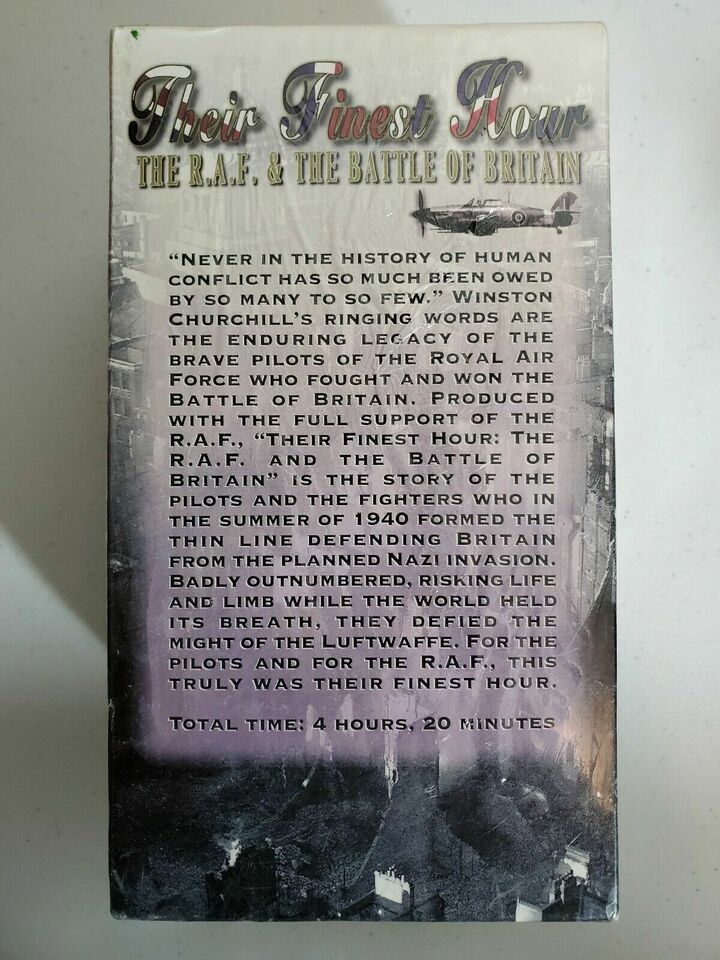 Their Finest Hour
THE R.A.F. & THE BATTLE OF BRITAIN
“NEVER IN THE HISTORY OF HUMAN
CONFLICT HAS SO MUCH BEEN OWED
BY SO MANY TO SO FEW.” WINSTON
CHURCHILL’S RINGING WORDS ARE
THE ENDURING LEGACY OF THE
BRAVE PILOTS OF THE ROYAL AIR
FORCE WHO FOUGHT AND WON THE
BATTLE OF BRITAIN. PRODUCED
WITH THE FULL SUPPORT OF THE
R.A.F., “THEIR FINEST HOUR: THE
R.A.F. AND THE BATTLE OF
BRITAIN” IS THE STORY OF THE
PILOTS AND THE FIGHTERS WHO IN
THE SUMMER OF 1940 FORMED THE
THIN LINE DEFENDING BRITAIN
FROM THE PLANNED NAZI INVASION.
BADLY OUTNUMBERED, RISKING LIFE
AND LIMB WHILE THE WORLD HELD
ITS BREATH, THEY DEFIED THE
MIGHT OF THE LUFTWAFFE. FOR THE
PILOTS AND FOR THE R.A.F., THIS
TRULY WAS THEIR FINEST HOUR.
TOTAL TIME: 4 HOURS, 20 MINUTES